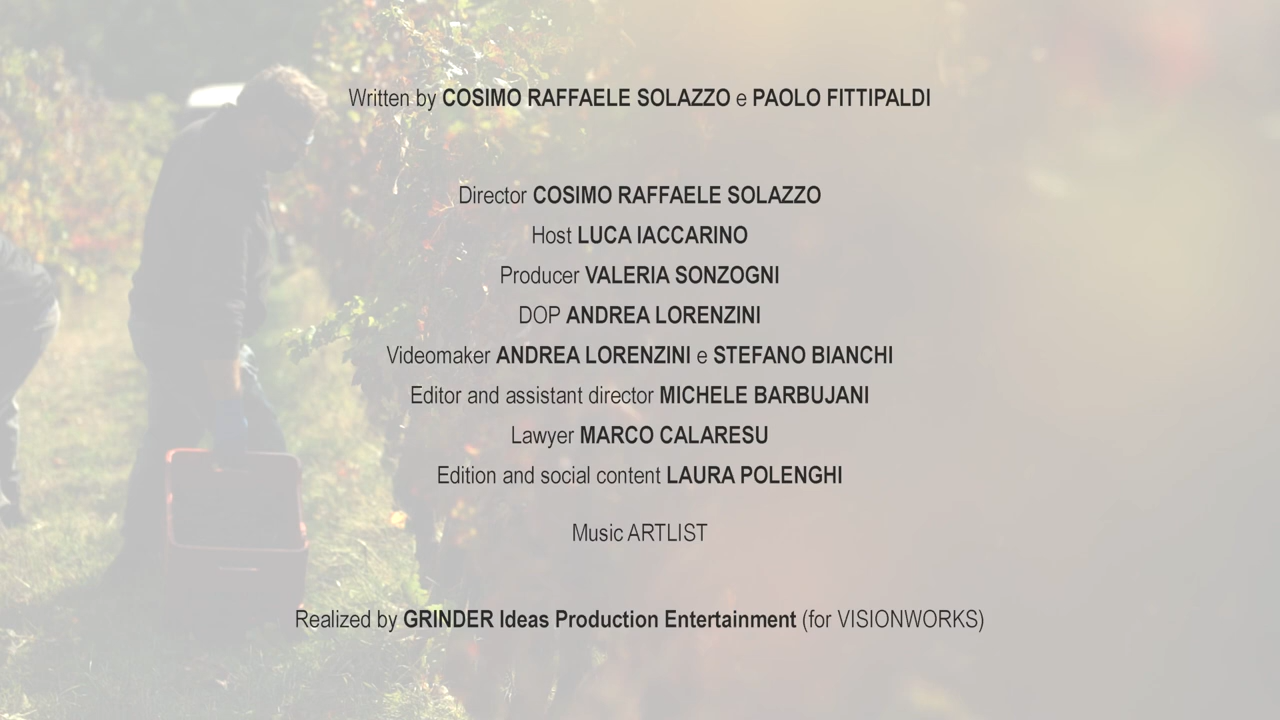 Written by COSIMO RAFFAELE SOLAZZO e PAOLO FITTIPALDI
Director COSIMO RAFFAELE SOLAZZO
Host LUCA IACCARINO
Producer VALERIA SONZOGNI
DOP ANDREA LORENZINI
Videomaker ANDREA LORENZINI e STEFANO BIANCHI
Editor and assistant director MICHELE BARBUJANI
Lawyer MARCO CALARESU
Edition and social content LAURA POLENGHI
Music ARTLIST
Realized by GRINDER Ideas Production Entertainment (for VISIONWORKS)